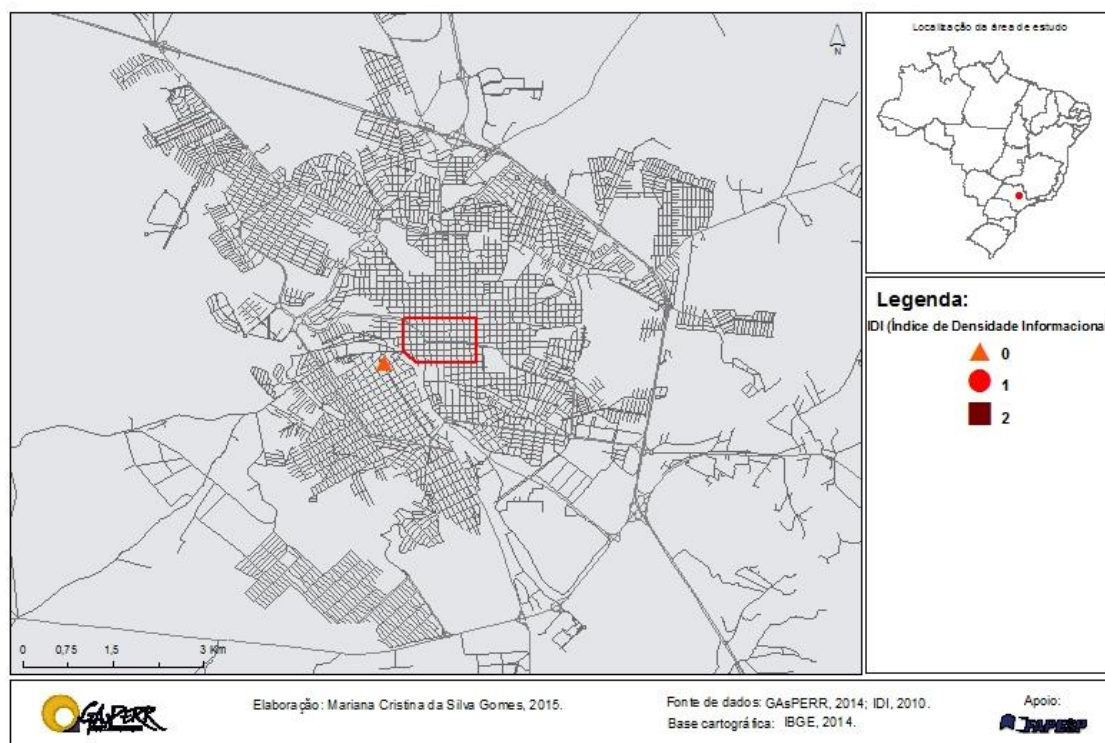 Localização da área de estudo
N
Legenda:
IDI (Índice de Densidade Informacional
0
1
2
0 0,75 1,5 3 Km
GAsPERR
Elaboração: Mariana Cristina da Silva Gomes, 2015.
Fonte de dados: GAsPERR, 2014; IDI, 2010.
Base cartográfica: IBGE, 2014.
Apoio:
FAPESP